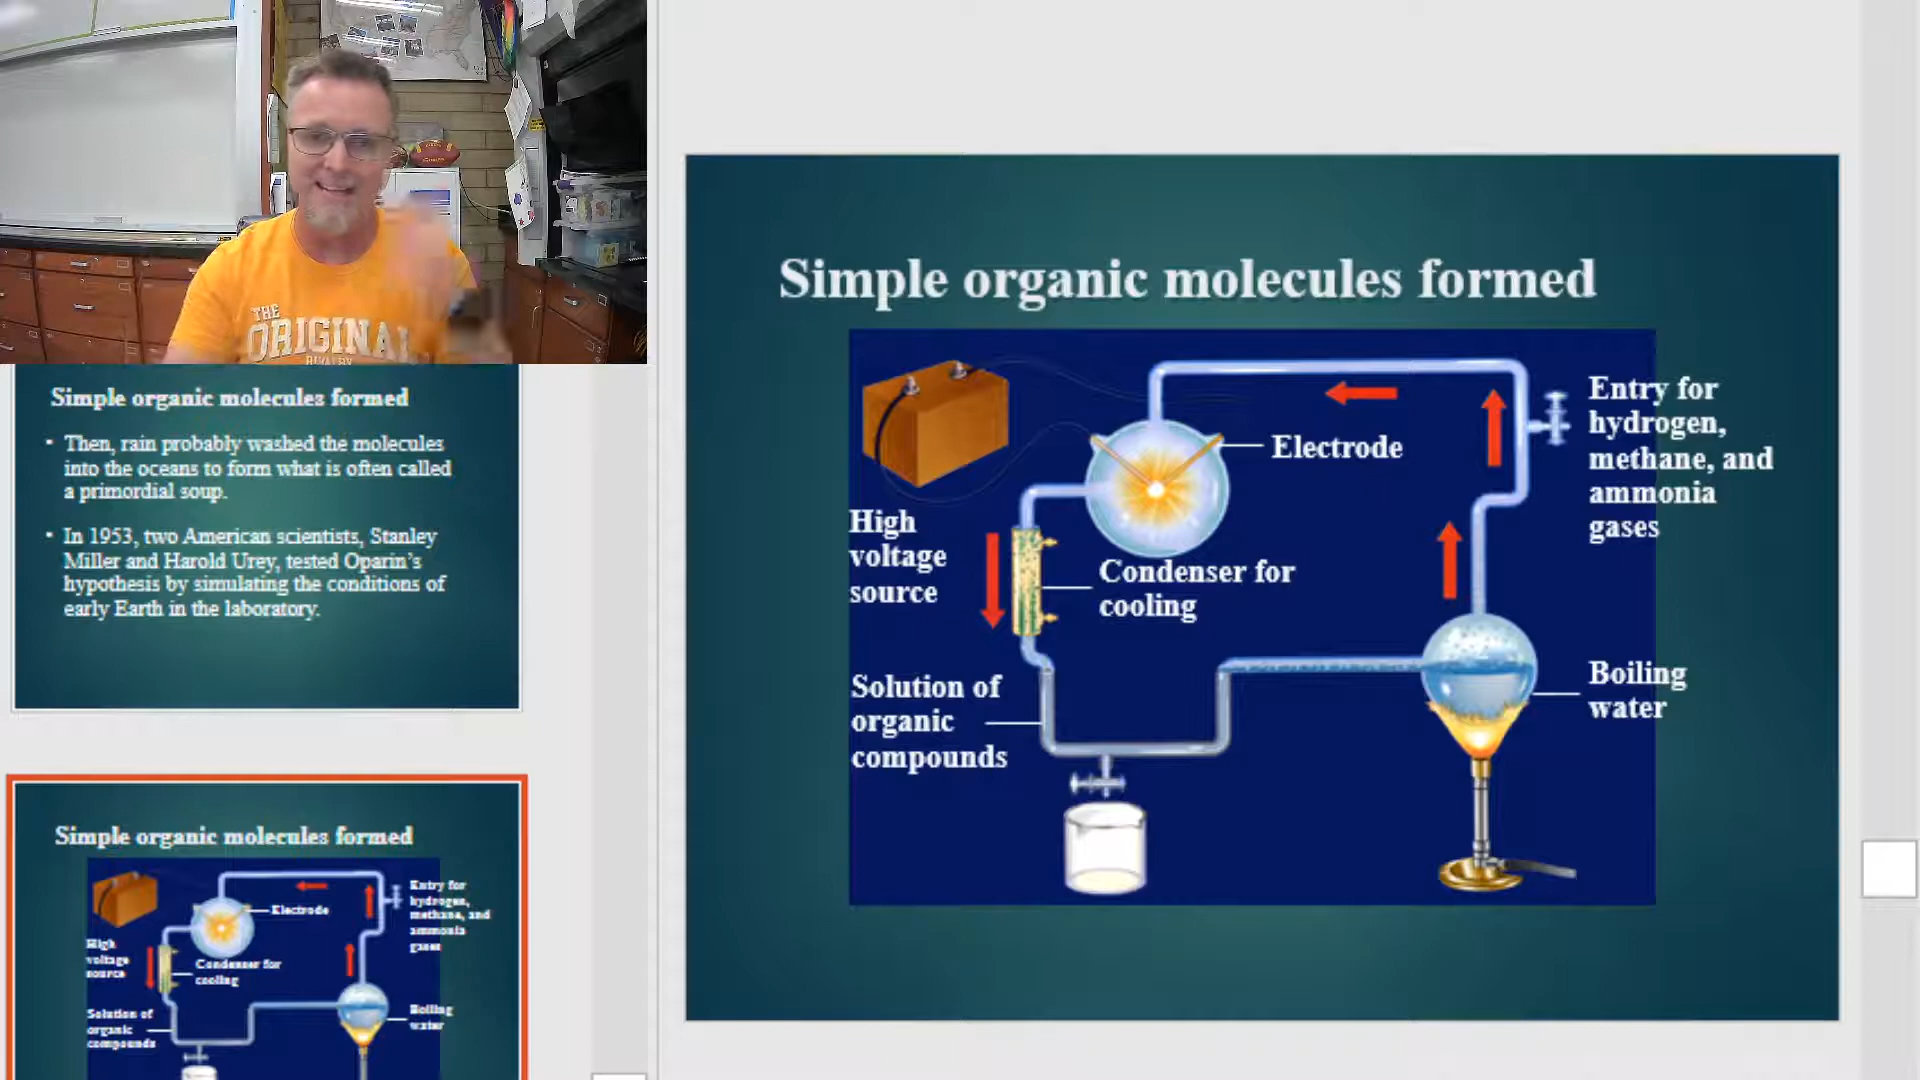 THE
ORIGINAL
RIVALRY
Simple organic molecules formed
• Then, rain probably washed the molecules
into the oceans to form what is often called
a primordial soup.
• In 1953, two American scientists, Stanley
Miller and Harold Urey, tested Oparin's
hypothesis by simulating the conditions of
early Earth in the laboratory.
Simple organic molecules formed
Entry for
hydrogen,
methane, and
ammonia
gases
Electrode
High
voltage
source
Condenser for
cooling
Solution of
organic
compounds
Boiling
water
Simple organic molecules formed
Entry for
hydrogen,
methane, and
ammonia
gases
Electrode
High
voltage
source
Condenser for
cooling
Solution of
organic
compounds
Boiling
water